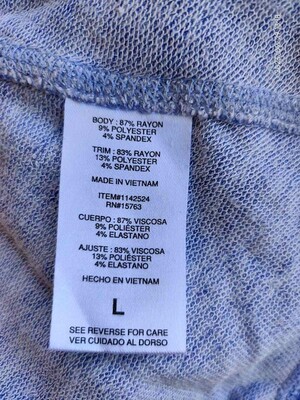 BODY : 87% RAYON
9% POLYESTER
4% SPANDEX
TRIM : 83% RAYON
13% POLYESTER
4% SPANDEX
MADE IN VIETNAM
ITEM#1142524
RN#15763
CUERPO : 87% VISCOSA
9% POLIÉSTER
4% ELASTANO
AJUSTE : 83% VISCOSA
13% POLIÉSTER
4% ELASTANO
HECHO EN VIETNAM
L
SEE REVERSE FOR CARE
VER CUIDADO AL DORSO